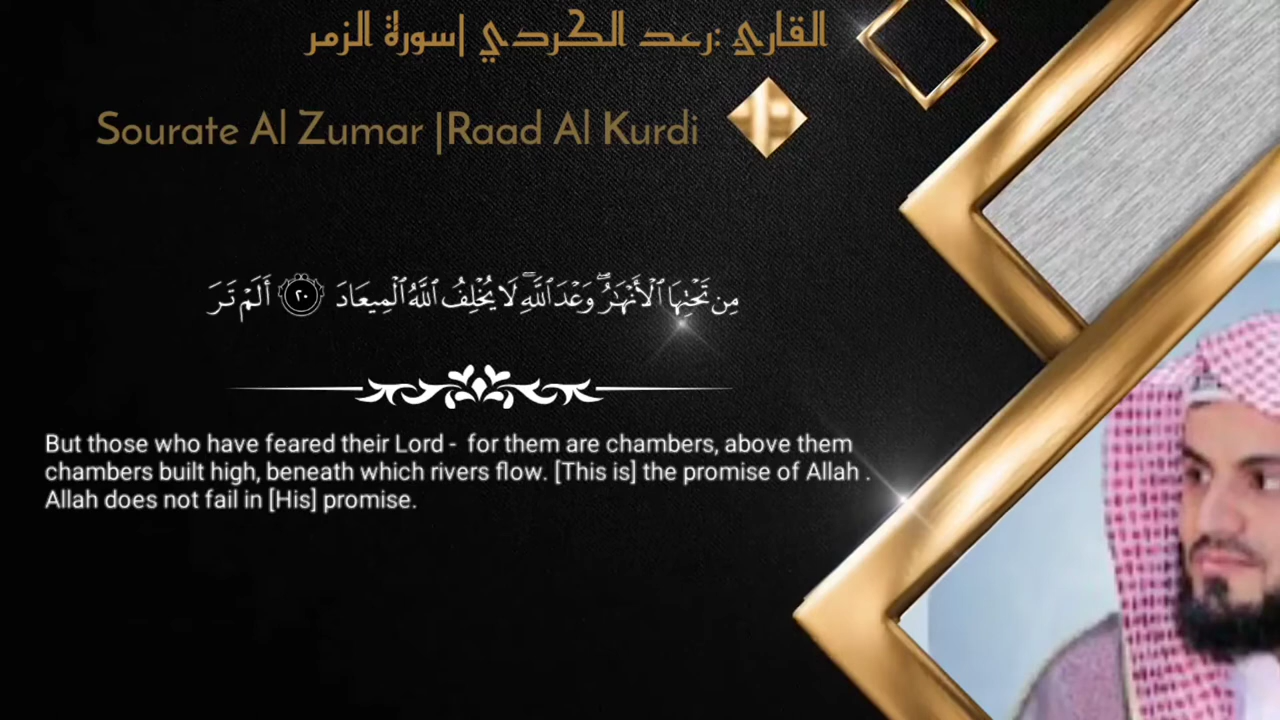 القارئ :رعد الكردي |سورة الزمر
Sourate Al Zumar |Raad Al Kurdi
مِن تَحْتِهَا ٱلْأَنْهَـٰرُ ۖ وَعْدَ ٱللَّهِ ۖ لَا يُخْلِفُ ٱللَّهُ ٱلْمِيعَادَ ٢٠ أَلَمْ تَرَ
But those who have feared their Lord - for them are chambers, above them
chambers built high, beneath which rivers flow. [This is] the promise of Allah .
Allah does not fail in [His] promise.